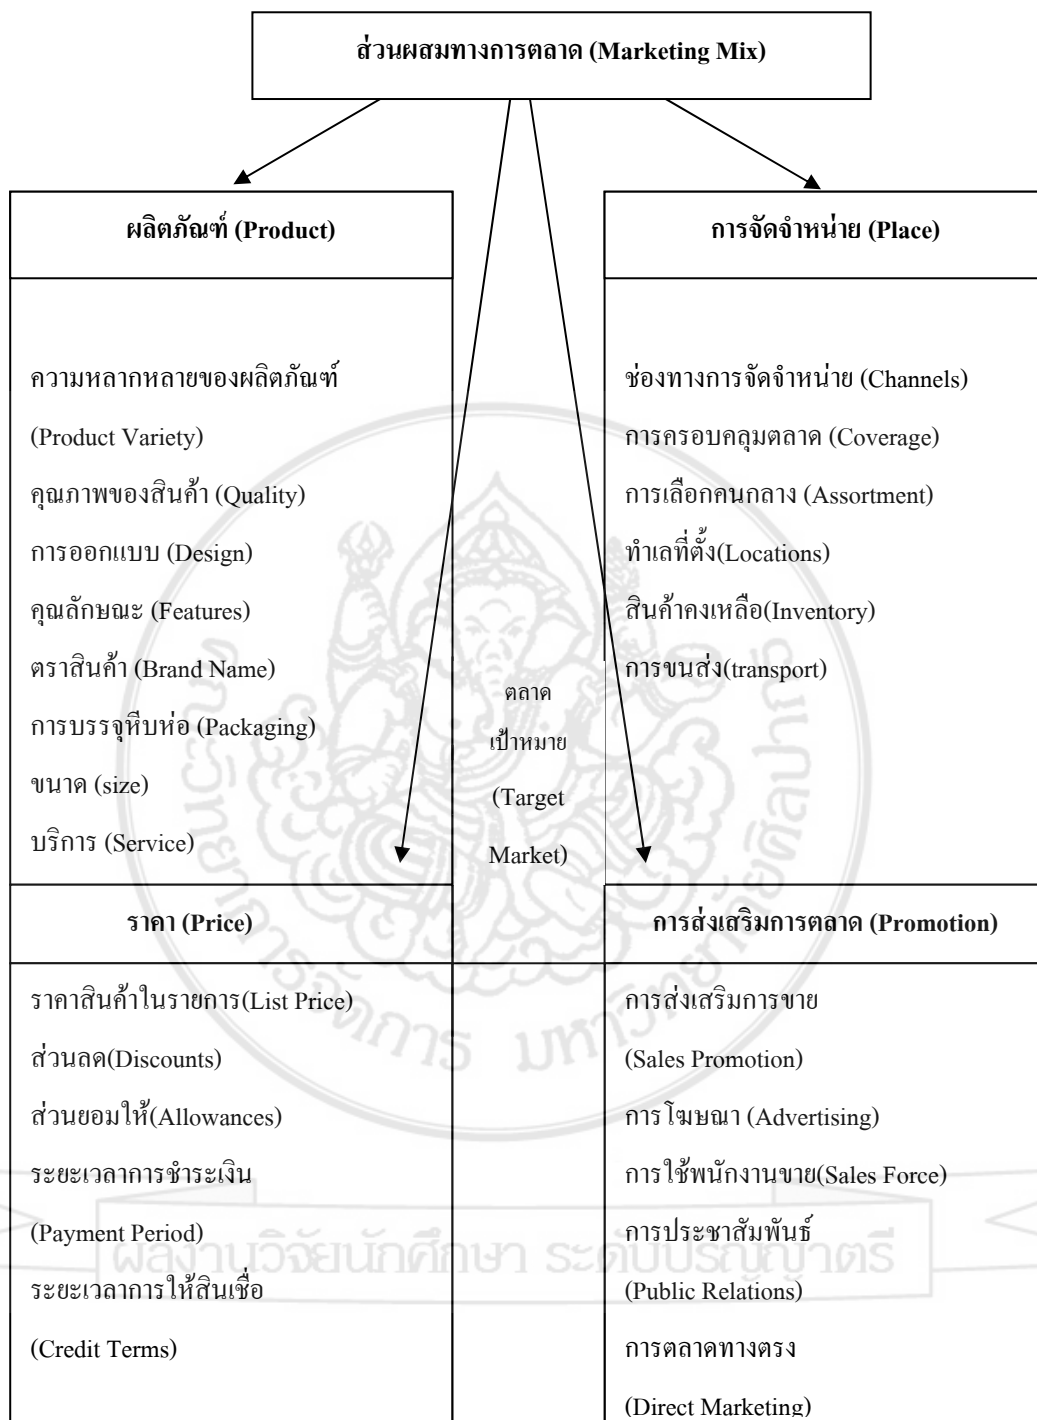 ส่วนผสมทางการตลาด (Marketing Mix)
ผลิตภัณฑ์ (Product)
ความหลากหลายของผลิตภัณฑ์
(Product Variety)
คุณภาพของสินค้า (Quality)
การออกแบบ (Design)
คุณลักษณะ (Features)
ตราสินค้า (Brand Name)
การบรรจุหีบห่อ (Packaging)
ขนาด (size)
บริการ (Service)
การจัดจำหน่าย (Place)
ช่องทางการจัดจำหน่าย (Channels)
การครอบคลุมตลาด (Coverage)
การเลือกคนกลาง (Assortment)
ทำเลที่ตั้ง(Locations)
สินค้าคงเหลือ(Inventory)
การขนส่ง(transport)
ตลาด
เป้าหมาย
(Target
Market)
ราคา (Price)
ราคาสินค้าในรายการ(List Price)
ส่วนลด(Discounts)
ส่วนยอมให้(Allowances)
ระยะเวลาการชำระเงิน
(Payment Period)
ระยะเวลาการให้สินเชื่อ
(Credit Terms)
การส่งเสริมการตลาด (Promotion)
การส่งเสริมการขาย
(Sales Promotion)
การโฆษณา (Advertising)
การใช้พนักงานขาย(Sales Force)
การประชาสัมพันธ์
(Public Relations)
การตลาดทางตรง
(Direct Marketing)
ผลงานวิจัยนักศึกษา ระดับปริญญาตรี